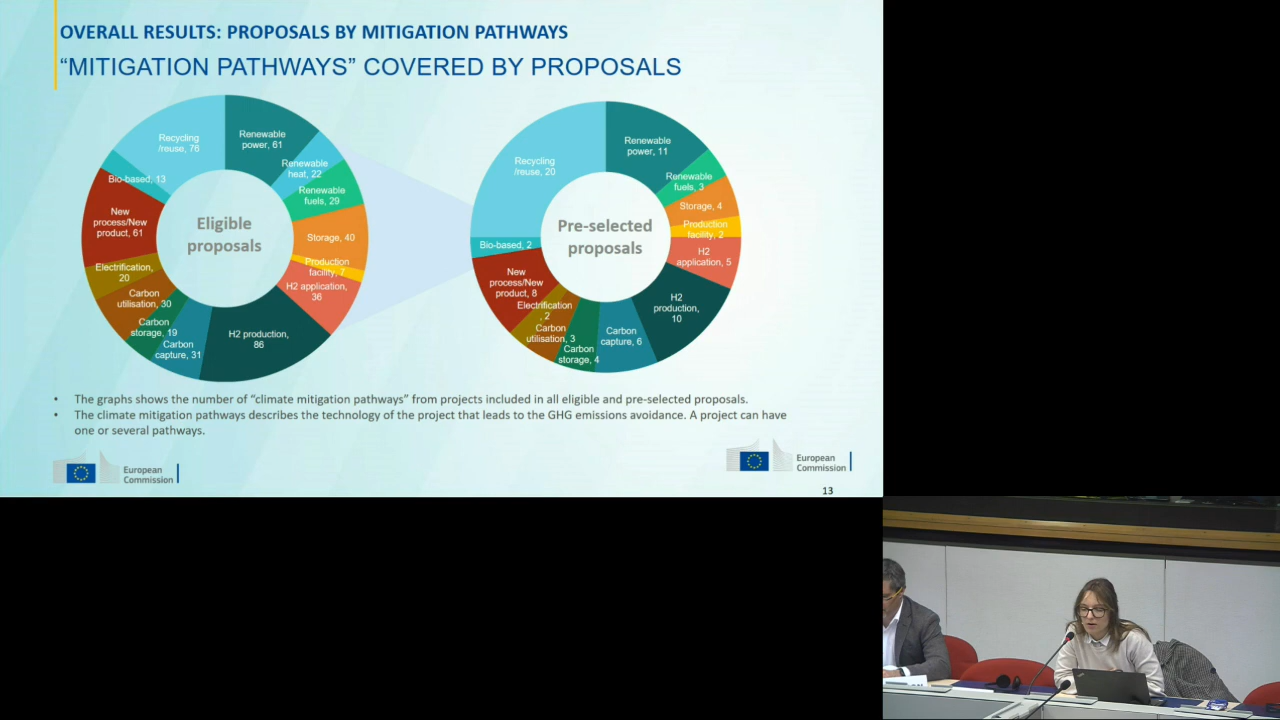 OVERALL RESULTS: PROPOSALS BY MITIGATION PATHWAYS
“MITIGATION PATHWAYS” COVERED BY PROPOSALS
Recycling
/reuse, 76
Renewable
power, 61
Renewable
heat, 22
Renewable
fuels, 29
Storage, 40
Production
facility, 7
H2 application,
36
H2 production,
86
Carbon
capture, 31
Carbon
storage, 19
Carbon
utilisation, 30
Electrification,
20
New
process/New
product, 61
Bio-based, 13
Eligible
proposals
Recycling
/reuse, 20
Renewable
power, 11
Renewable
fuels, 3
Storage, 4
Production
facility, 2
H2
application, 5
H2
production,
10
Carbon
capture, 6
Carbon
storage, 4
Carbon
utilisation, 3
Electrification
, 2
New
process/New
product, 8
Bio-based, 2
Pre-selected
proposals
• The graphs shows the number of “climate mitigation pathways” from projects included in all eligible and pre-selected proposals.
• The climate mitigation pathways describes the technology of the project that leads to the GHG emissions avoidance. A project can have
one or several pathways.
European
Commission
European
Commission
13